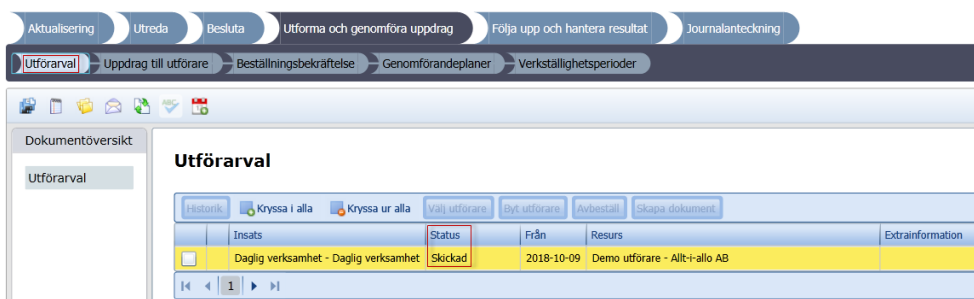 Aktualisering Utreda Besluta Utforma och genomföra uppdrag Följa upp och hantera resultat Journalanteckning
Utförarval Uppdrag till utförare Beställningsbekräftelse Genomförandeplaner Verkställighetsperioder
ABC
Dokumentöversikt
Utförarval
Utförarval
Historik Kryssa i alla Kryssa ur alla Välj utförare Byt utförare Avbeställ Skapa dokument
Insats Status Från Resurs Extrainformation
Daglig verksamhet - Daglig verksamhet Skickad 2018-10-09 Demo utförare - Allt-i-allo AB
1